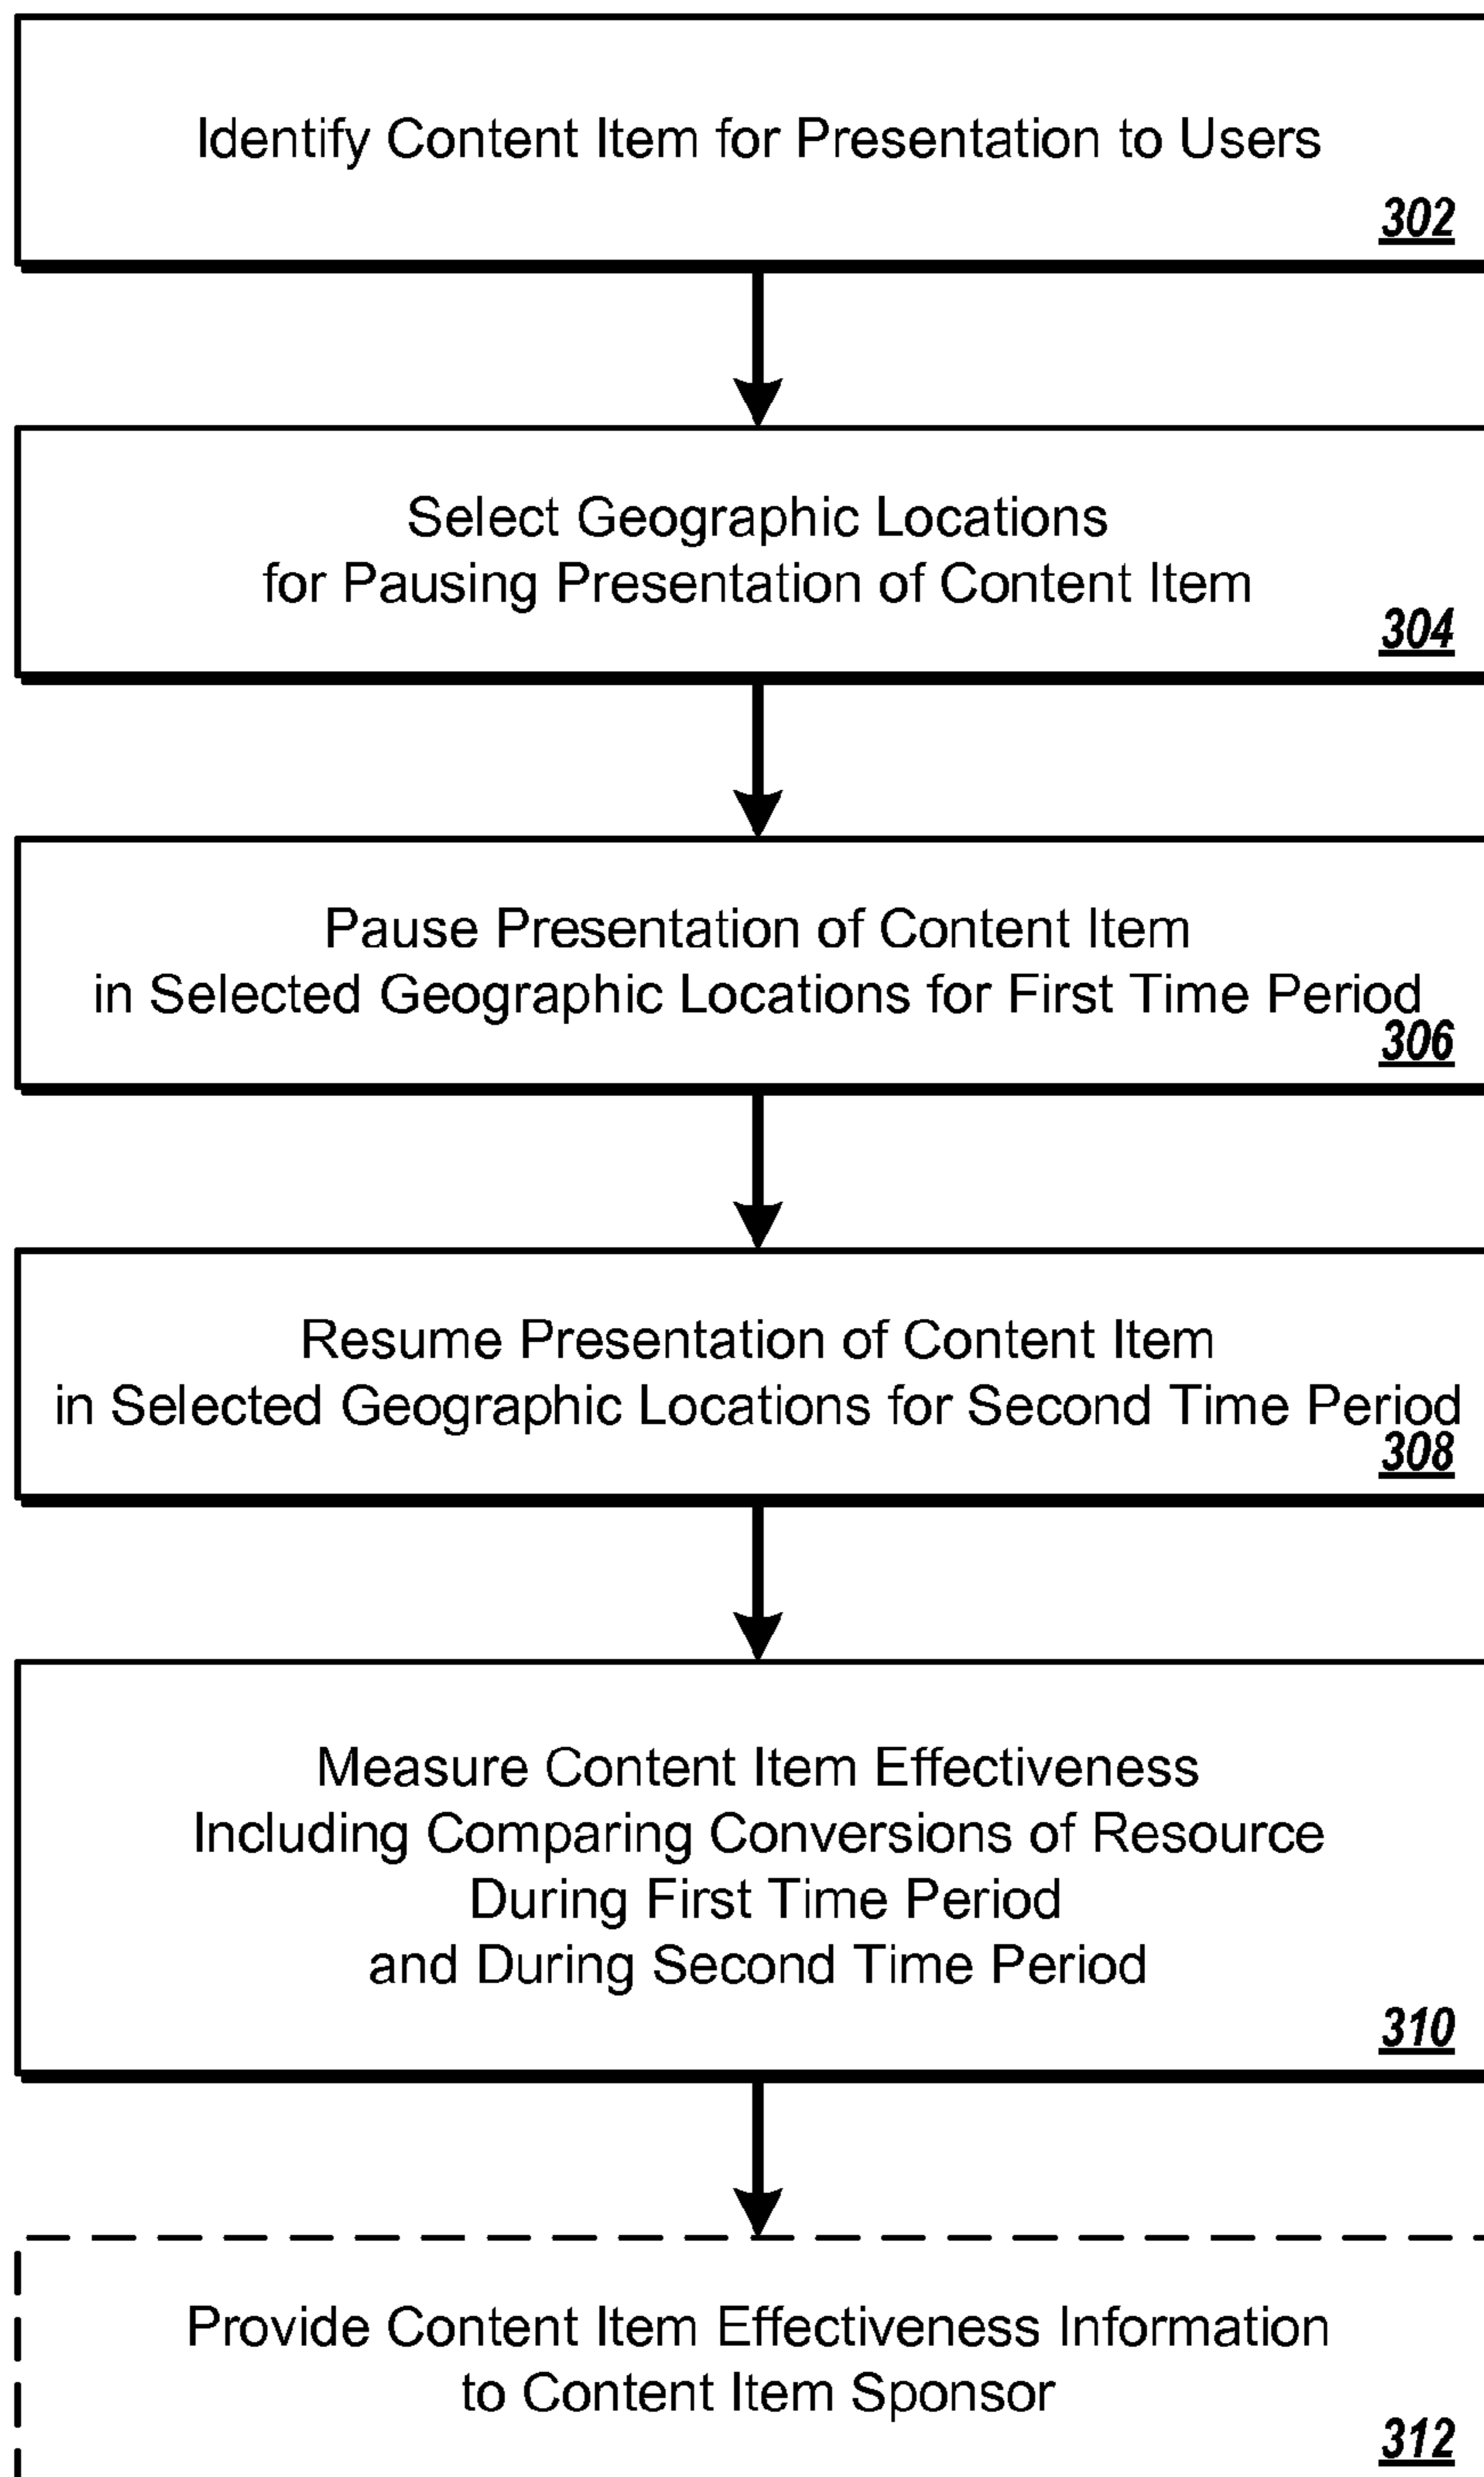 Identify Content Item for Presentation to Users
302
Select Geographic Locations
for Pausing Presentation of Content Item
304
Pause Presentation of Content Item
in Selected Geographic Locations for First Time Period
306
Resume Presentation of Content Item
in Selected Geographic Locations for Second Time Period
308
Measure Content Item Effectiveness
Including Comparing Conversions of Resource
During First Time Period
and During Second Time Period
310
Provide Content Item Effectiveness Information
to Content Item Sponsor
312